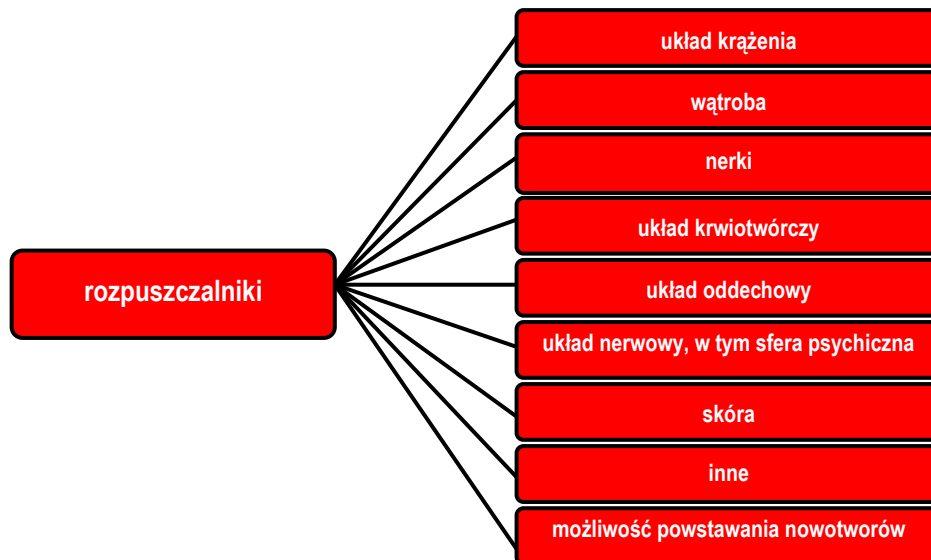 rozpuszczalniki
układ krążenia
wątroba
nerki
układ krwiotwórczy
układ oddechowy
układ nerwowy, w tym sfera psychiczna
skóra
inne
możliwość powstawania nowotworów